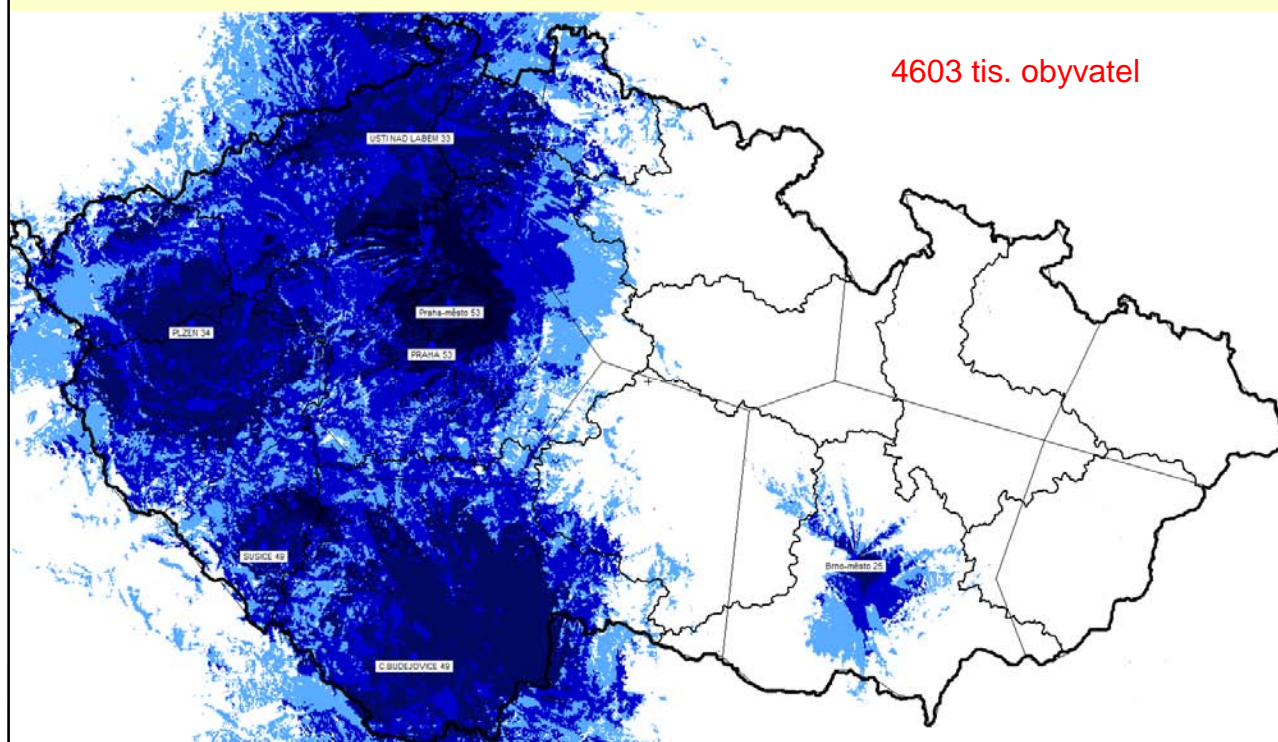 4603 tis. obyvatel
USTI NAD LABEM 33
Praha-město 53
PLZEN 34
PRAHA 53
SUSICE 49
Brno-město 25
C.BUDEJOVICE 49